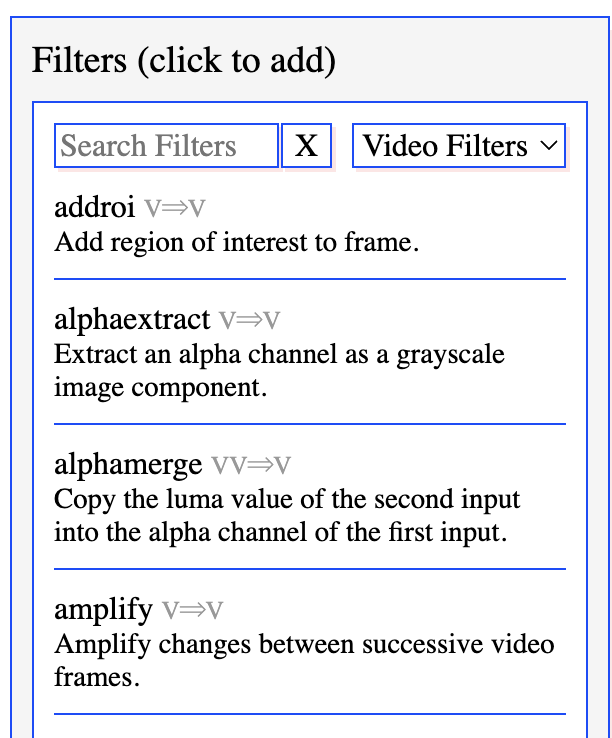 Filters (click to add)
Search Filters X Video Filters
addroi V⇒V
Add region of interest to frame.
alphaextract V⇒V
Extract an alpha channel as a grayscale
image component.
alphamerge VV⇒V
Copy the luma value of the second input
into the alpha channel of the first input.
amplify V⇒V
Amplify changes between successive video
frames.